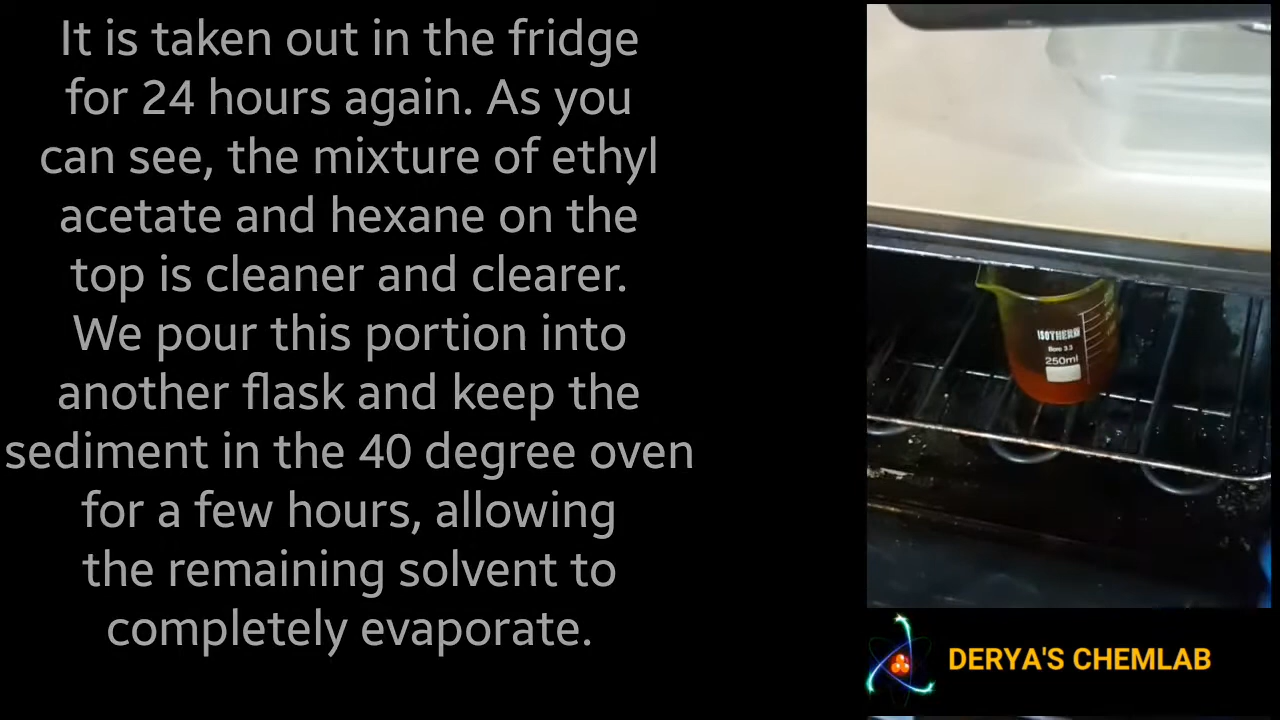 It is taken out in the fridge
for 24 hours again. As you
can see, the mixture of ethyl
acetate and hexane on the
top is cleaner and clearer.
We pour this portion into
another flask and keep the
sediment in the 40 degree oven
for a few hours, allowing
the remaining solvent to
completely evaporate.
ISOTHERM
Boro 3.3
250ml
DERYA'S CHEMLAB